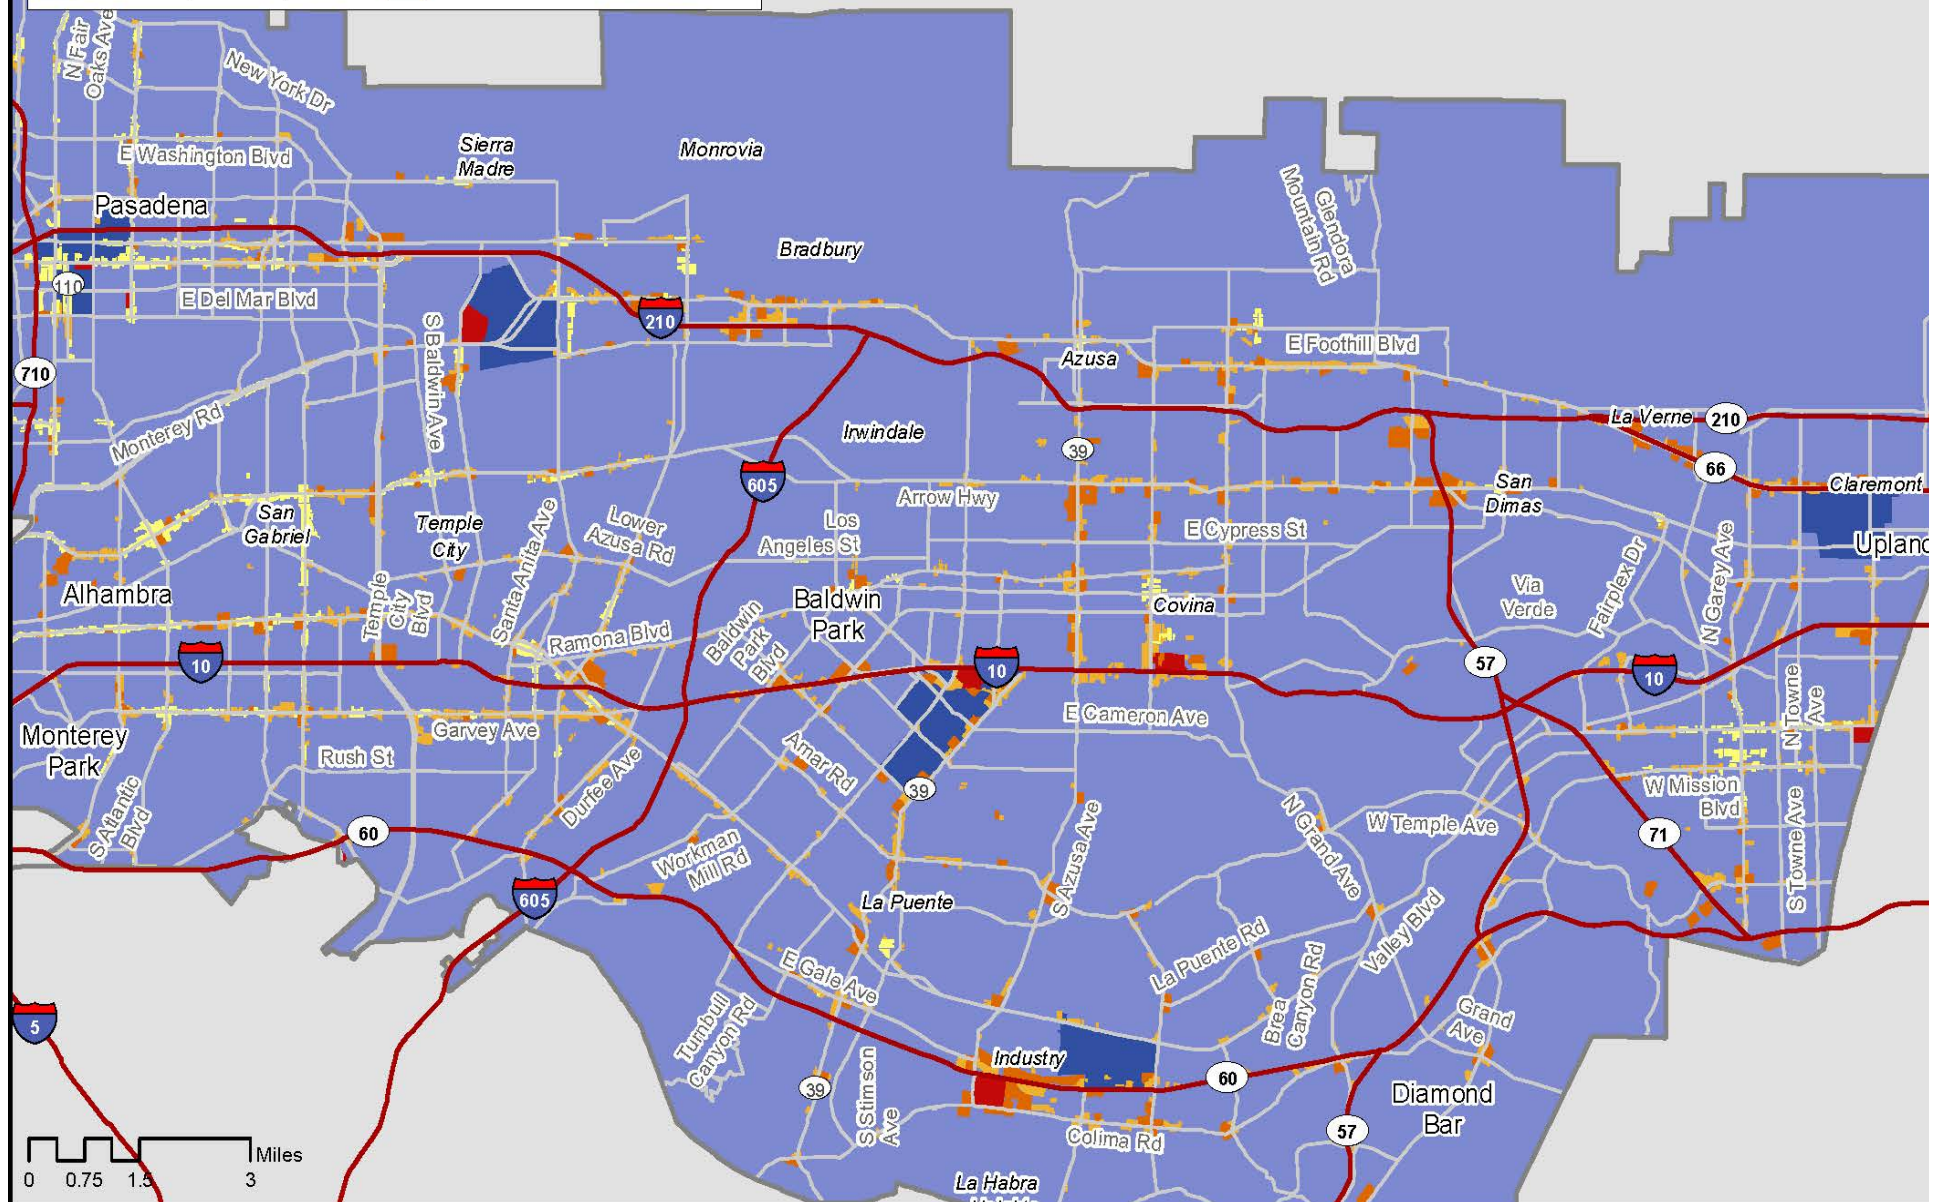 N Fair
Oaks Ave
New York Dr
E Washington Blvd
Sierra
Madre
Monrovia
Pasadena
Bradbury
Glendora
Mountain Rd
110
E Del Mar Blvd
210
S Baldwin Ave
710
E Foothill Blvd
Azusa
Monterey Rd
Irwindale
39
La Verne
210
66
605
Arrow Hwy
San
Dimas
Claremont
San
Gabriel
Temple
City
Santa Anita Ave
Lower
Azusa Rd
Los
Angeles St
E Cypress St
Alhambra
Temple
City
Blvd
Ramona Blvd
Baldwin
Park
Blvd
Baldwin
Park
Covina
Via
Verde
Fairplex Dr
N Garey Ave
10
10
57
10
Monterey
Park
Garvey Ave
Rush St
E Cameron Ave
N Towne
Ave
Amar Rd
39
Durfee Ave
S Atlantic
Blvd
60
Workman
Mill Rd
S Azusa Ave
N Grand Ave
W Temple Ave
W Mission
Blvd
71
S Towne Ave
605
La Puente
La Puente Rd
Valley Blvd
Brea
Canyon Rd
E Gale Ave
Turnbull
Canyon Rd
5
Grand
Ave
Industry
60
39
S Stimson
Ave
Diamond
Bar
Colima Rd
57
Miles
0 0.75 1.5 3
La Habra